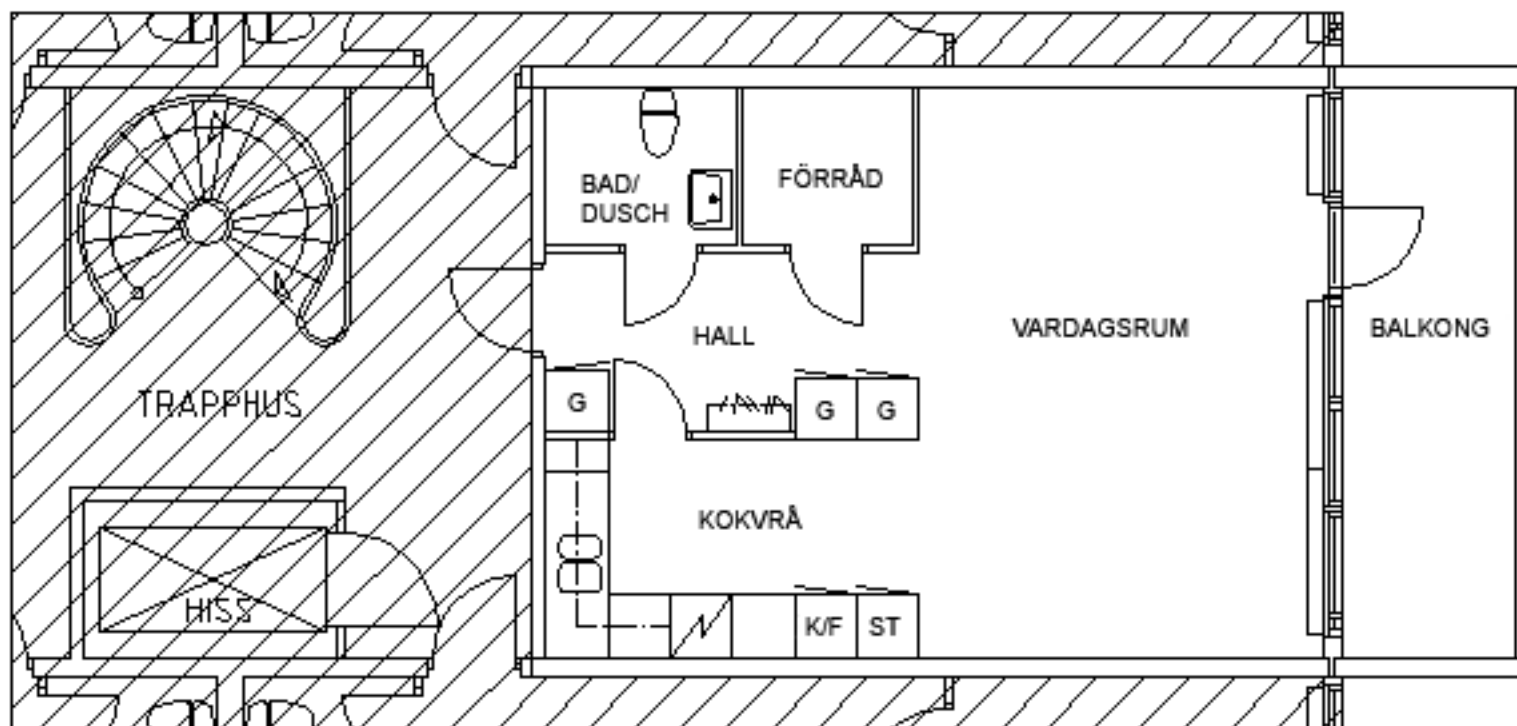 BAD/
DUSCH
FÖRRÅD
HALL
VARDAGSRUM
BALKONG
TRAPPHUS
G
G
G
KOKVRÅ
HISS
K/F
ST